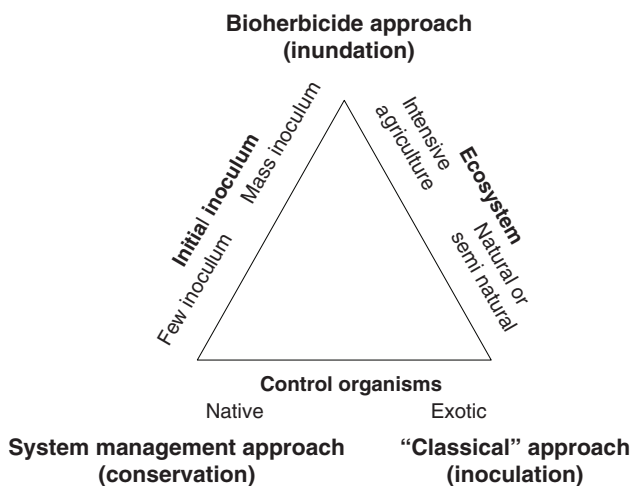 Bioherbicide approach
(inundation)
Initial inoculum
Mass inoculum
Few inoculum
Intensive
agriculture
Ecosystem
Natural or
semi natural
Control organisms
Native
Exotic
System management approach
(conservation)
“Classical” approach
(inoculation)